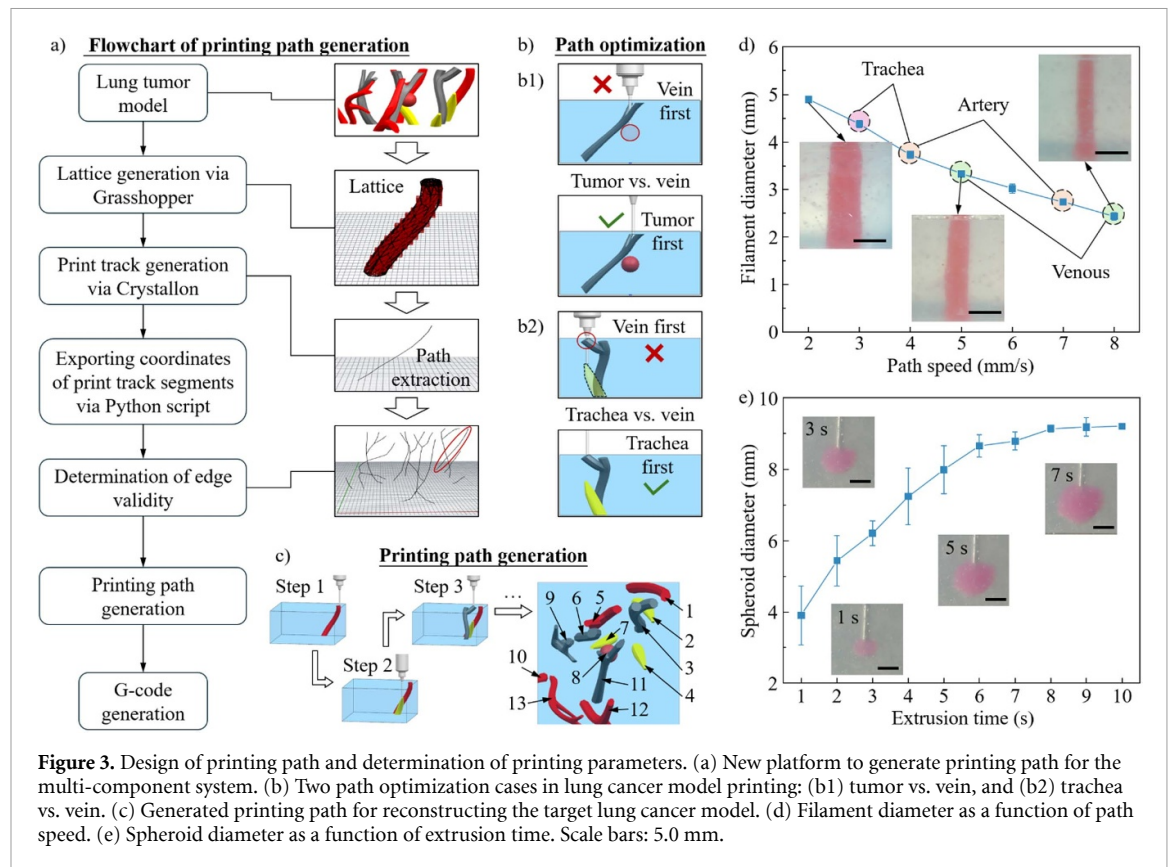 a) Flowchart of printing path generation
Lung tumor
model
Lattice generation via
Grasshopper
Print track generation
via Crystallon
Exporting coordinates
of print track segments
via Python script
Determination of edge
validity
Printing path
generation
G-code
generation
Lattice
Path
extraction
b) Path optimization
b1)
Vein
first
Tumor vs. vein
Tumor
first
b2)
Vein first
Trachea vs. vein
Trachea
first
c) Printing path generation
Step 1
Step 2
Step 3
...
1
2
3
4
5
6
7
8
9
10
11
12
13
d)
Filament diameter (mm)
6
5
4
3
2
1
0
Trachea
Artery
Venous
2 3 4 5 6 7 8
Path speed (mm/s)
e)
Spheroid diameter (mm)
10
8
6
4
2
3 s
7 s
5 s
1 s
1 2 3 4 5 6 7 8 9 10
Extrusion time (s)
Figure 3. Design of printing path and determination of printing parameters. (a) New platform to generate printing path for the
multi-component system. (b) Two path optimization cases in lung cancer model printing: (b1) tumor vs. vein, and (b2) trachea
vs. vein. (c) Generated printing path for reconstructing the target lung cancer model. (d) Filament diameter as a function of path
speed. (e) Spheroid diameter as a function of extrusion time. Scale bars: 5.0 mm.